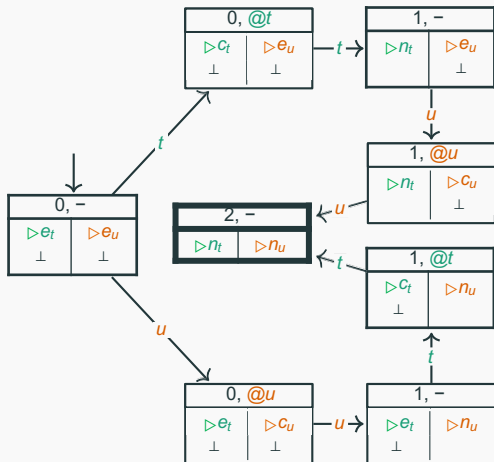 0, @t
▷c_t ▷e_u
⊥ ⊥
t
1, −
▷n_t ▷e_u
⊥
t
u
1, @u
▷n_t ▷c_u
⊥
0, −
▷e_t ▷e_u
⊥ ⊥
2, −
▷n_t ▷n_u
u
t
1, @t
▷c_t ▷n_u
⊥
u
t
0, @u
▷e_t ▷c_u
⊥ ⊥
u
1, −
▷e_t ▷n_u
⊥